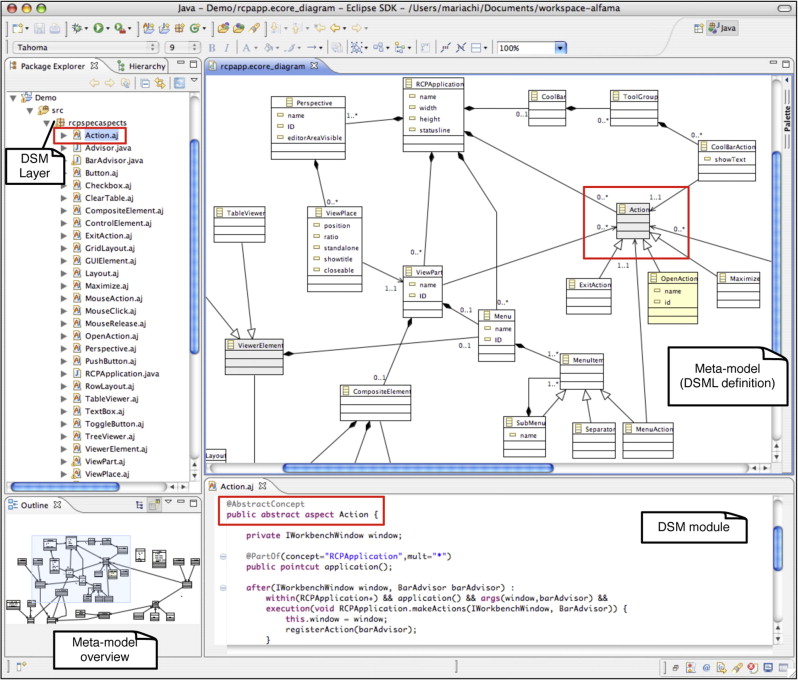 Java - Demo/rcpapp.ecore_diagram - Eclipse SDK - /Users/mariachi/Documents/workspace-alfama
Java
Tahoma
9
B
I
A
100%
Package Explorer
Hierarchy
Demo
src
rcpspecaspects
Action.aj
Advisor.java
BarAdvisor.java
Button.aj
Checkbox.aj
ClearTable.aj
CompositeElement.aj
ControlElement.aj
ExitAction.aj
GridLayout.aj
GUIElement.aj
Layout.aj
Maximize.aj
MouseAction.aj
MouseClick.aj
MouseRelease.aj
OpenAction.aj
Perspective.aj
PushButton.aj
RCPApplication.java
RowLayout.aj
TableViewer.aj
TextBox.aj
ToggleButton.aj
TreeViewer.aj
ViewerElement.aj
ViewPart.aj
ViewPlace.aj
DSM
Layer
rcpapp.ecore_diagram
Palette
Perspective
name
ID
editorAreaVisible
1..*
RCPApplication
name
width
height
statusline
0..1
CoolBar
0..*
ToolGroup
0..*
CoolBarAction
showText
TableViewer
0..*
ViewPlace
position
ratio
standalone
showtitle
closeable
0..*
1..1
Action
0..*
0..*
0..*
1..1
1..1
ViewPart
name
ID
0..*
0..1
Menu
name
ID
0..1
ExitAction
OpenAction
name
id
Maximize
ViewerElement
0..1
CompositeElement
0..*
MenuItem
1..*
SubMenu
name
Separator
MenuAction
Layout
Meta-model
(DSML definition)
Outline
Meta-model
overview
Action.aj
@AbstractConcept
public abstract aspect Action {
private IWorkbenchWindow window;
@PartOf(concept="RCPApplication",mult="*")
public pointcut application();
after(IWorkbenchWindow window, BarAdvisor barAdvisor) :
within(RCPApplication+) && application() && args(window,barAdvisor) &&
execution(void RCPApplication.makeActions(IWorkbenchWindow, BarAdvisor)) {
this.window = window;
registerAction(barAdvisor);
}
DSM module